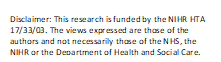 Disclaimer: This research is funded by the NIHR HTA
17/33/03. The views expressed are those of the
authors and not necessarily those of the NHS, the
NIHR or the Department of Health and Social Care.